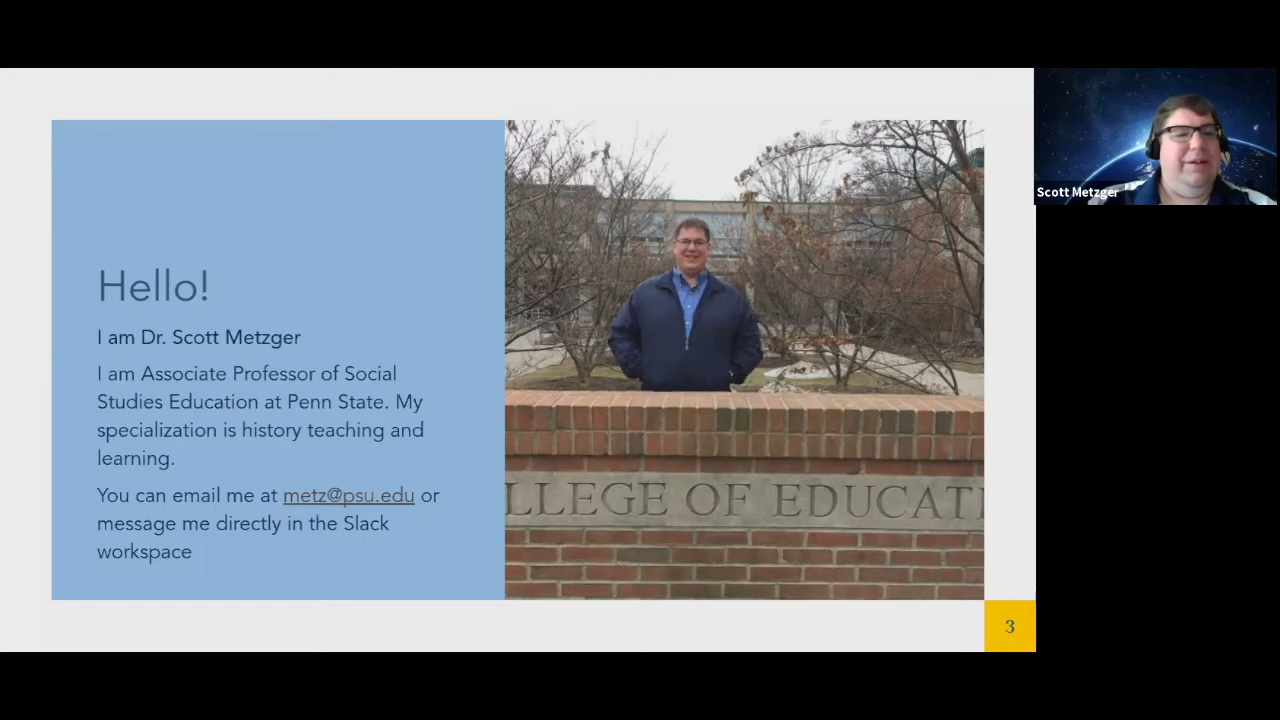 Hello!
I am Dr. Scott Metzger
I am Associate Professor of Social
Studies Education at Penn State. My
specialization is history teaching and
learning.
You can email me at metz@psu.edu or
message me directly in the Slack
workspace
LLEGE OF EDUCATI
3
Scott Metzger